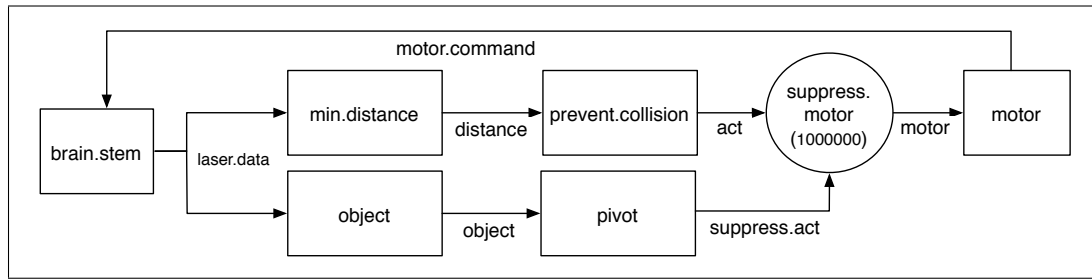 motor.command
min.distance
prevent.collision
suppress.
motor
(1000000)
motor
brain.stem
laser.data
distance
act
motor
object
pivot
object
suppress.act